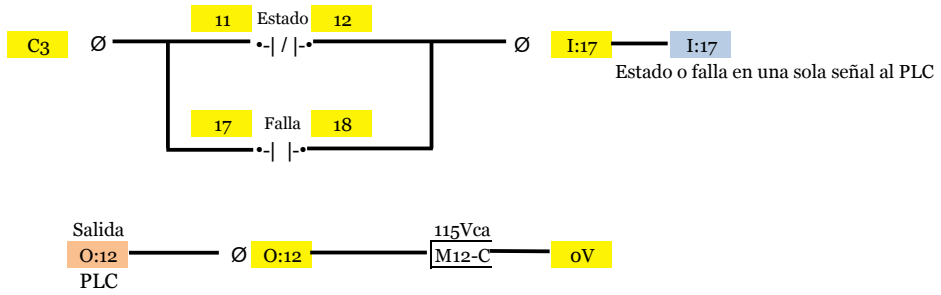 11 Estado 12
C3 Ø •-| / |-• Ø I:17 I:17
Estado o falla en una sola señal al PLC
17 Falla 18
•-| |-•
Salida 115Vca
O:12 Ø O:12 M12-C 0V
PLC